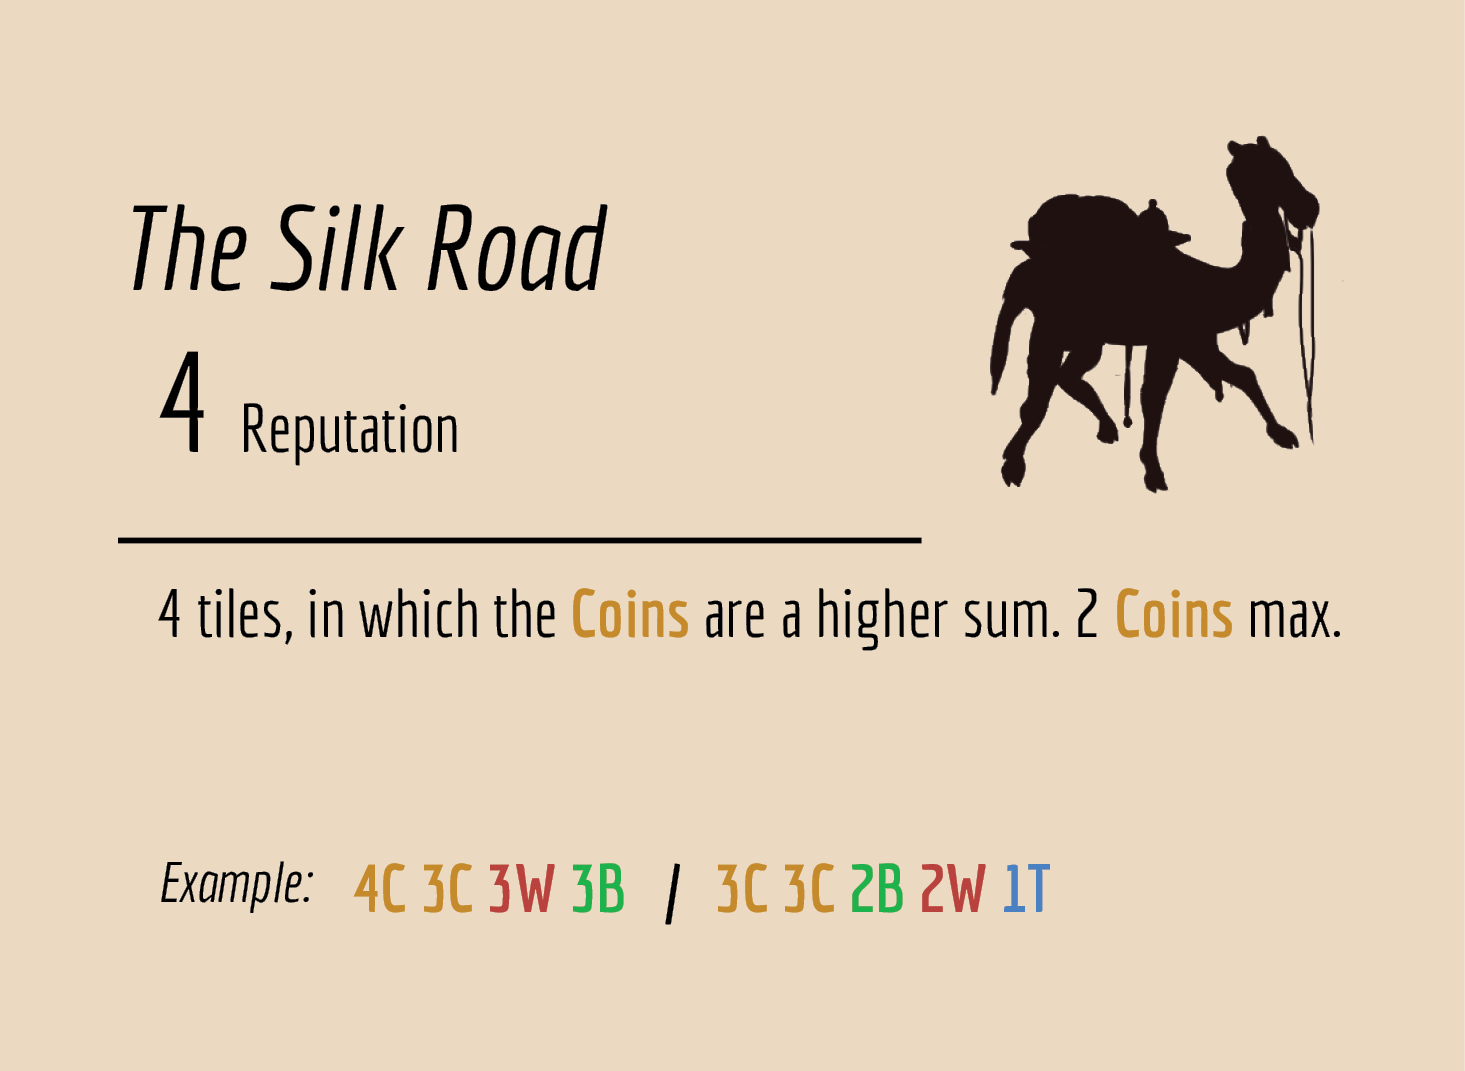 The Silk Road
4 Reputation
4 tiles, in which the Coins are a higher sum. 2 Coins max.
Example: 4C 3C 3W 3B / 3C 3C 2B 2W 1T